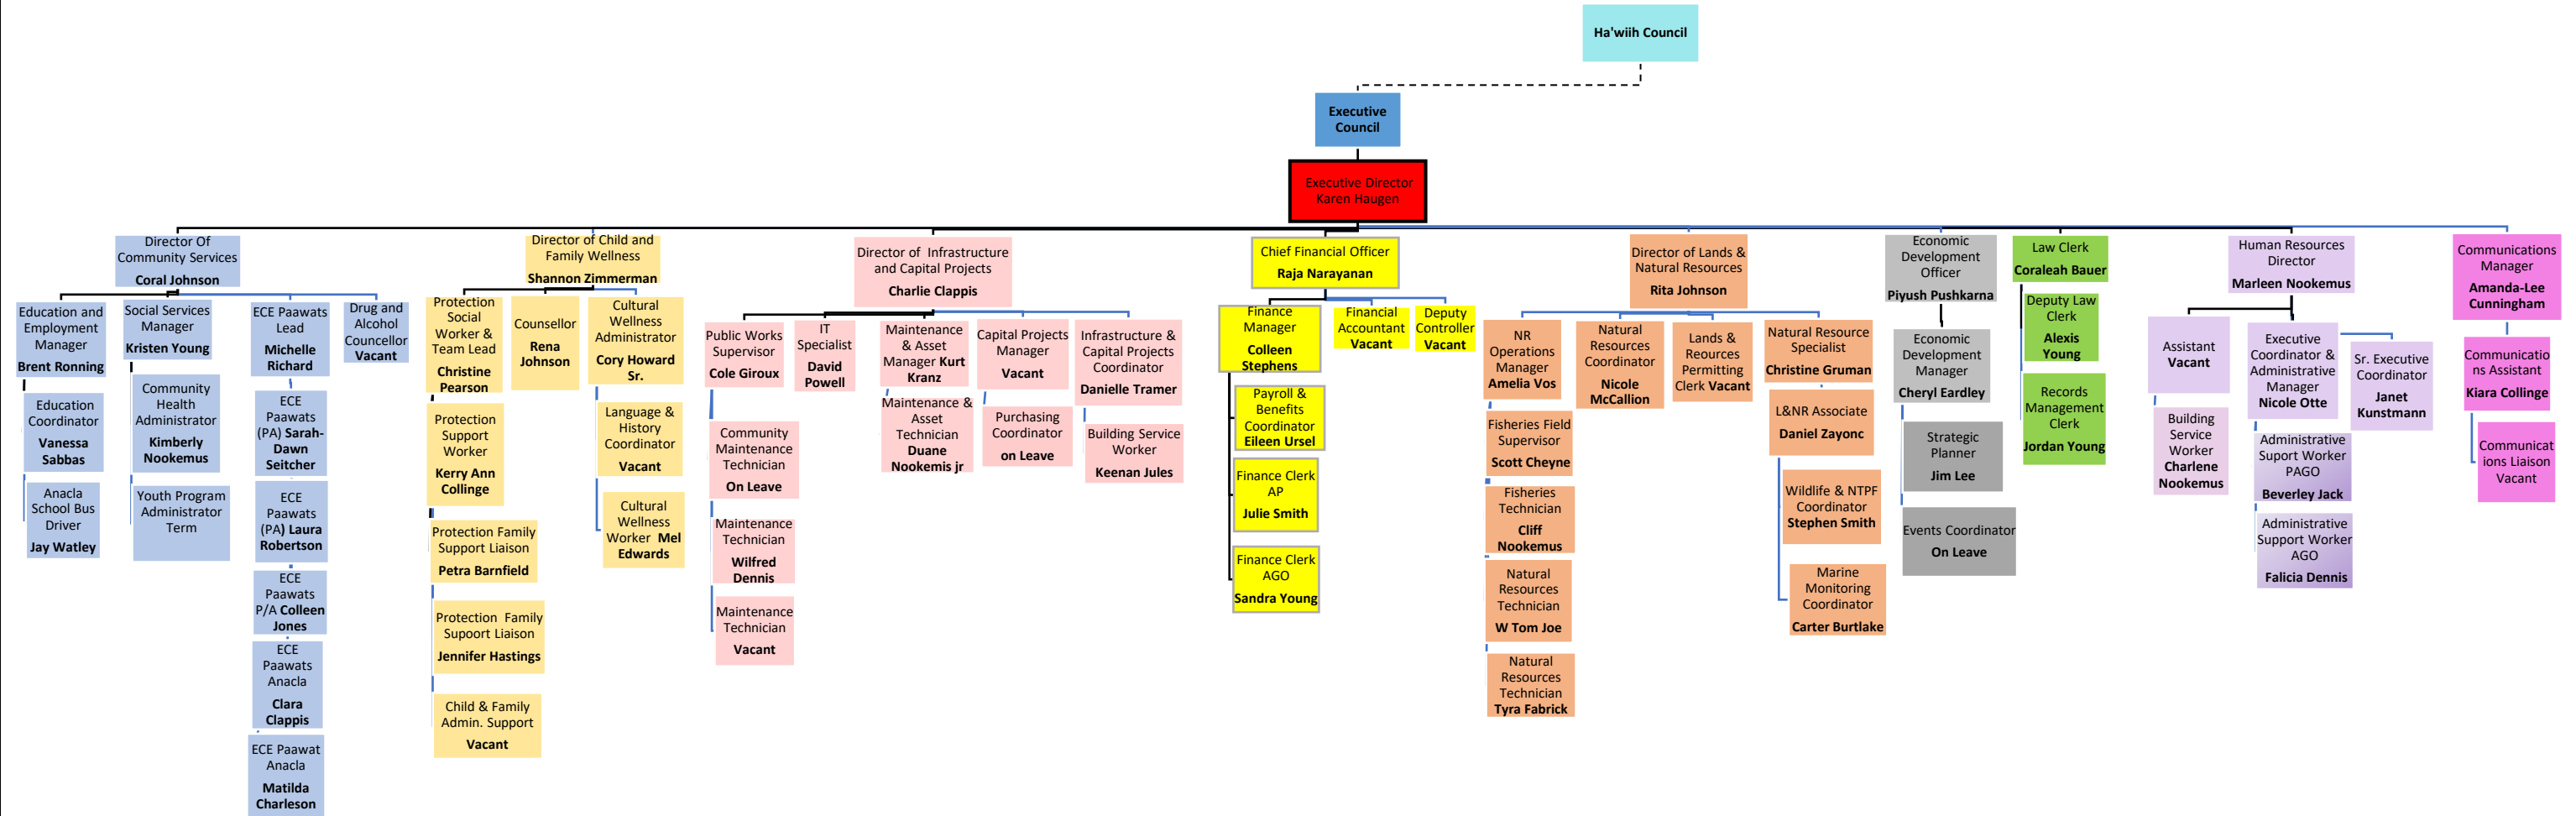 Ha'wiih Council
Executive
Council
Executive Director
Karen Haugen
Director Of
Community Services
Coral Johnson
Education and
Employment
Manager
Brent Ronning
Education
Coordinator
Vanessa
Sabbas
Anacla
School Bus
Driver
Jay Watley
Social Services
Manager
Kristen Young
Community
Health
Administrator
Kimberly
Nookemus
Youth Program
Administrator
Term
ECE Paawats
Lead
Michelle
Richard
ECE
Paawats
(PA) Sarah-
Dawn
Seitcher
ECE
Paawats
(PA) Laura
Robertson
ECE
Paawats
P/A Colleen
Jones
ECE
Paawats
Anacla
Clara
Clappis
ECE Paawat
Anacla
Matilda
Charleson
Drug and
Alcohol
Councellor
Vacant
Director of Child and
Family Wellness
Shannon Zimmerman
Protection
Social
Worker &
Team Lead
Christine
Pearson
Protection
Support
Worker
Kerry Ann
Collinge
Protection Family
Support Liaison
Petra Barnfield
Protection  Family
Supoort Liaison
Jennifer Hastings
Child & Family
Admin. Support
Vacant
Counsellor
Rena
Johnson
Cultural
Wellness
Administrator
Cory Howard
Sr.
Language &
History
Coordinator
Vacant
Cultural
Wellness
Worker  Mel
Edwards
Director of  Infrastructure
and Capital Projects
Charlie Clappis
Public Works
Supervisor
Cole Giroux
Community
Maintenance
Technician
On Leave
Maintenance
Technician
Wilfred
Dennis
Maintenance
Technician
Vacant
IT
Specialist
David
Powell
Maintenance
& Asset
Manager Kurt
Kranz
Maintenance &
Asset
Technician
Duane
Nookemis jr
Capital Projects
Manager
Vacant
Purchasing
Coordinator
on Leave
Infrastructure &
Capital Projects
Coordinator
Danielle Tramer
Building Service
Worker
Keenan Jules
Chief Financial Officer
Raja Narayanan
Finance
Manager
Colleen
Stephens
Payroll &
Benefits
Coordinator
Eileen Ursel
Finance Clerk
AP
Julie Smith
Finance Clerk
AGO
Sandra Young
Financial
Accountant
Vacant
Deputy
Controller
Vacant
Director of Lands &
Natural Resources
Rita Johnson
NR
Operations
Manager
Amelia Vos
Fisheries Field
Supervisor
Scott Cheyne
Fisheries
Technician
Cliff
Nookemus
Natural
Resources
Technician
W Tom Joe
Natural
Resources
Technician
Tyra Fabrick
Natural
Resources
Coordinator
Nicole
McCallion
Lands &
Reources
Permitting
Clerk Vacant
Natural Resource
Specialist
Christine Gruman
L&NR Associate
Daniel Zayonc
Wildlife & NTPF
Coordinator
Stephen Smith
Marine
Monitoring
Coordinator
Carter Burtlake
Economic
Development
Officer
Piyush Pushkarna
Economic
Development
Manager
Cheryl Eardley
Strategic
Planner
Jim Lee
Events Coordinator
On Leave
Law Clerk
Coraleah Bauer
Deputy Law
Clerk
Alexis
Young
Records
Management
Clerk
Jordan Young
Human Resources
Director
Marleen Nookemus
Assistant
Vacant
Building
Service
Worker
Charlene
Nookemus
Executive
Coordinator &
Administrative
Manager
Nicole Otte
Administrative
Suport Worker
PAGO
Beverley Jack
Administrative
Support Worker
AGO
Falicia Dennis
Sr. Executive
Coordinator
Janet
Kunstmann
Communications
Manager
Amanda-Lee
Cunningham
Communicatio
ns Assistant
Kiara Collinge
Communicat
ions Liaison
Vacant